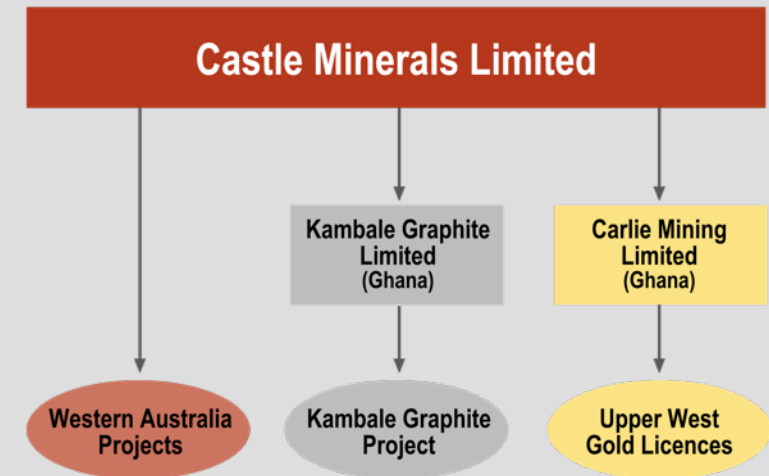 Castle Minerals Limited
Kambale Graphite
Limited
(Ghana)
Carlie Mining
Limited
(Ghana)
Western Australia
Projects
Kambale Graphite
Project
Upper West
Gold Licences